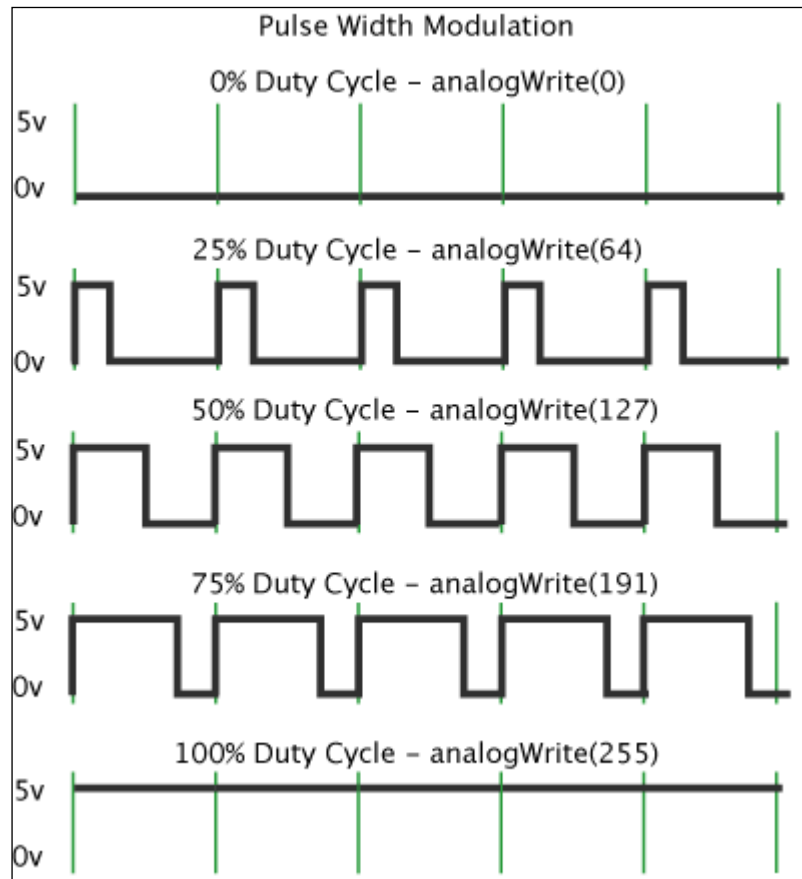 Pulse Width Modulation
0% Duty Cycle – analogWrite(0)
5v
0v
25% Duty Cycle – analogWrite(64)
5v
0v
50% Duty Cycle – analogWrite(127)
5v
0v
75% Duty Cycle – analogWrite(191)
5v
0v
100% Duty Cycle – analogWrite(255)
5v
0v